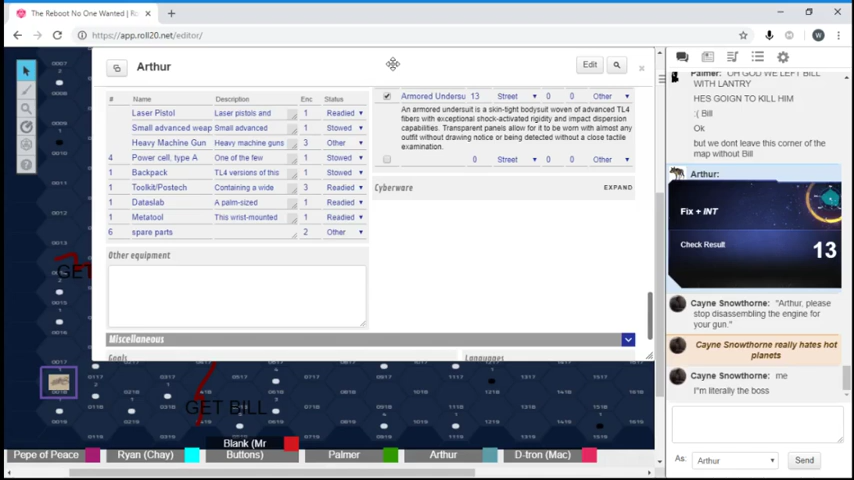 The Reboot No One Wanted | Ro
https://app.roll20.net/editor/
W
Arthur
Edit
# Name Description Enc Status
Laser Pistol Laser pistols and 1 Readied
Small advanced weap Small advanced 1 Stowed
Heavy Machine Gun Heavy machine guns 3 Other
4 Power cell, type A One of the few 1 Stowed
1 Backpack TL4 versions of this 1 Stowed
1 Toolkit/Postech Containing a wide 3 Readied
1 Dataslab A palm-sized 1 Readied
1 Metatool This wrist-mounted 1 Readied
6 spare parts 2 Other
Other equipment
Miscellaneous
Goals
Languages
Armored Undersu 13 Street 0 0 Other
An armored undersuit is a skin-tight bodysuit woven of advanced TL4
fibers with exceptional shock-activated rigidity and impact dispersion
capabilities. Transparent panels allow for it to be worn with almost any
outfit without drawing notice or being detected without a close tactile
examination.
0 Street 0 0 Other
Cyberware EXPAND
GET BILL
Pepe of Peace
Ryan (Chay)
Blank (Mr
Buttons)
Palmer
Arthur
D-tron (Mac)
Palmer: OH GOD WE LEFT BILL
WITH LANTRY
HES GOIGN TO KILL HIM
:( Bill
Ok
but we dont leave this corner of the
map without Bill
Arthur:
Fix + INT
Check Result 13
Cayne Snowthorne: "Arthur, please
stop disassembling the engine for
your gun."
Cayne Snowthorne really hates hot
planets
Cayne Snowthorne: me
I"m literally the boss
As: Arthur Send